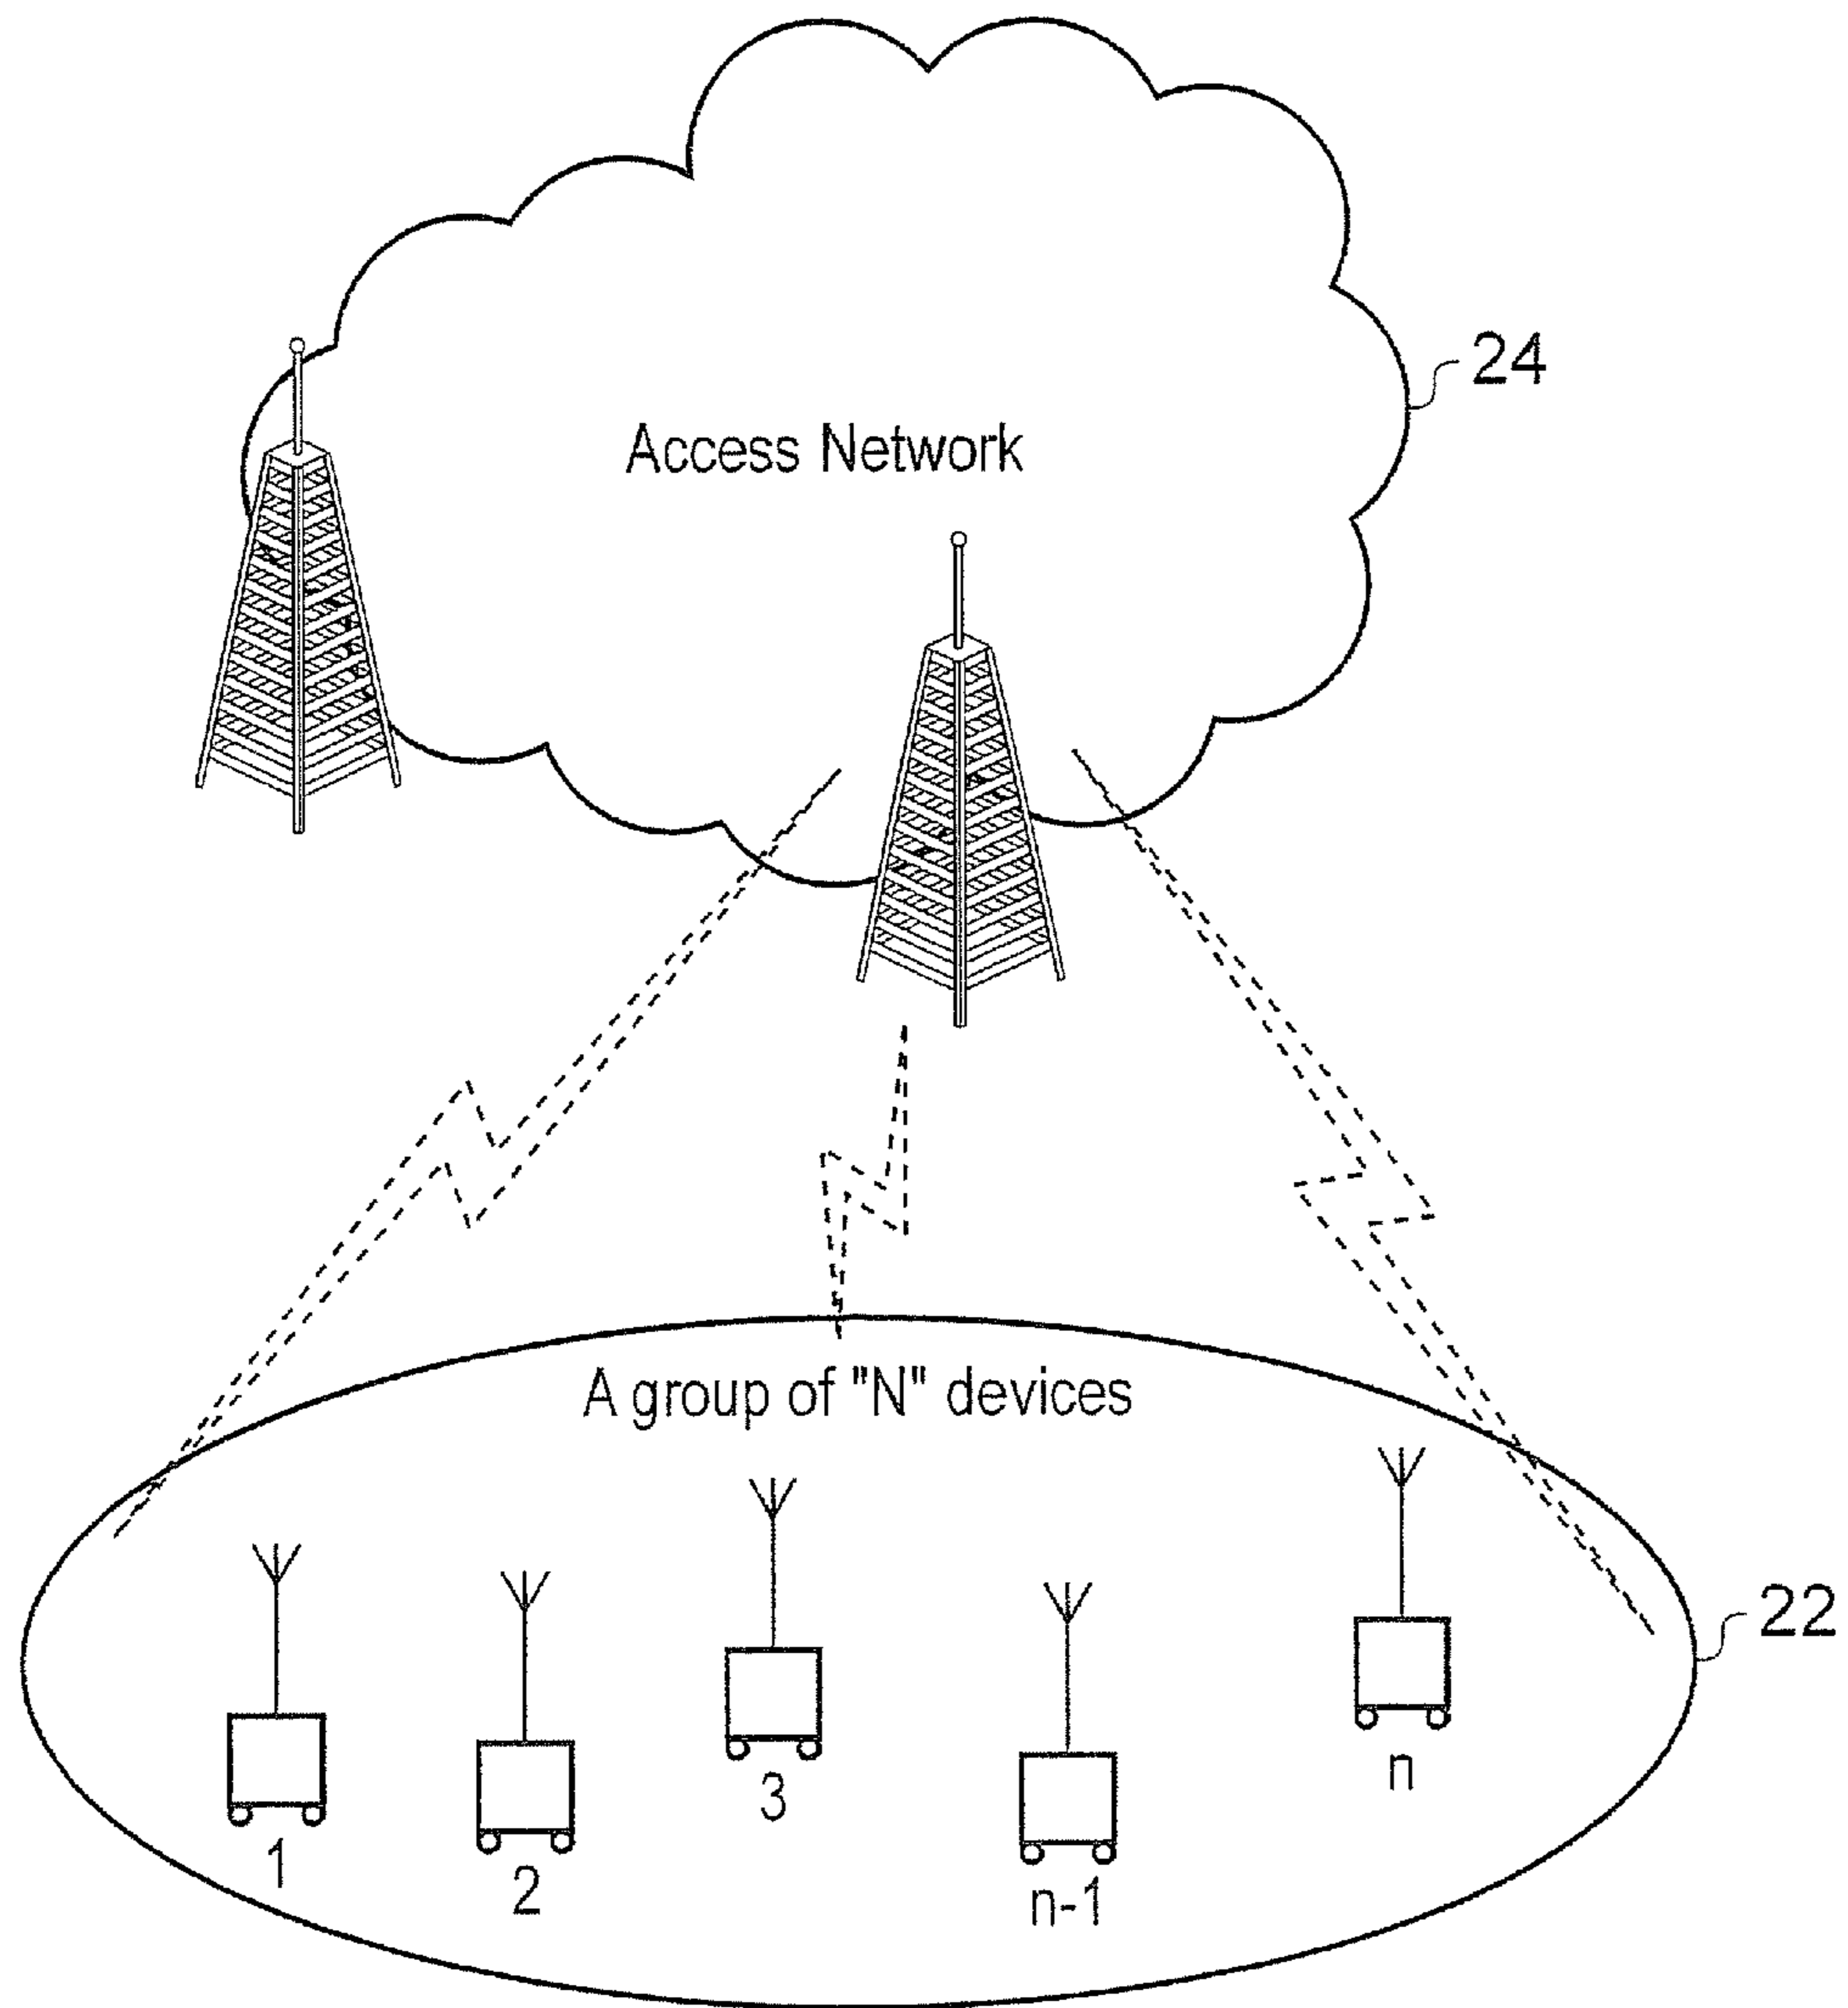 24
Access Network
A group of "N" devices
22
1
2
3
n-1
n